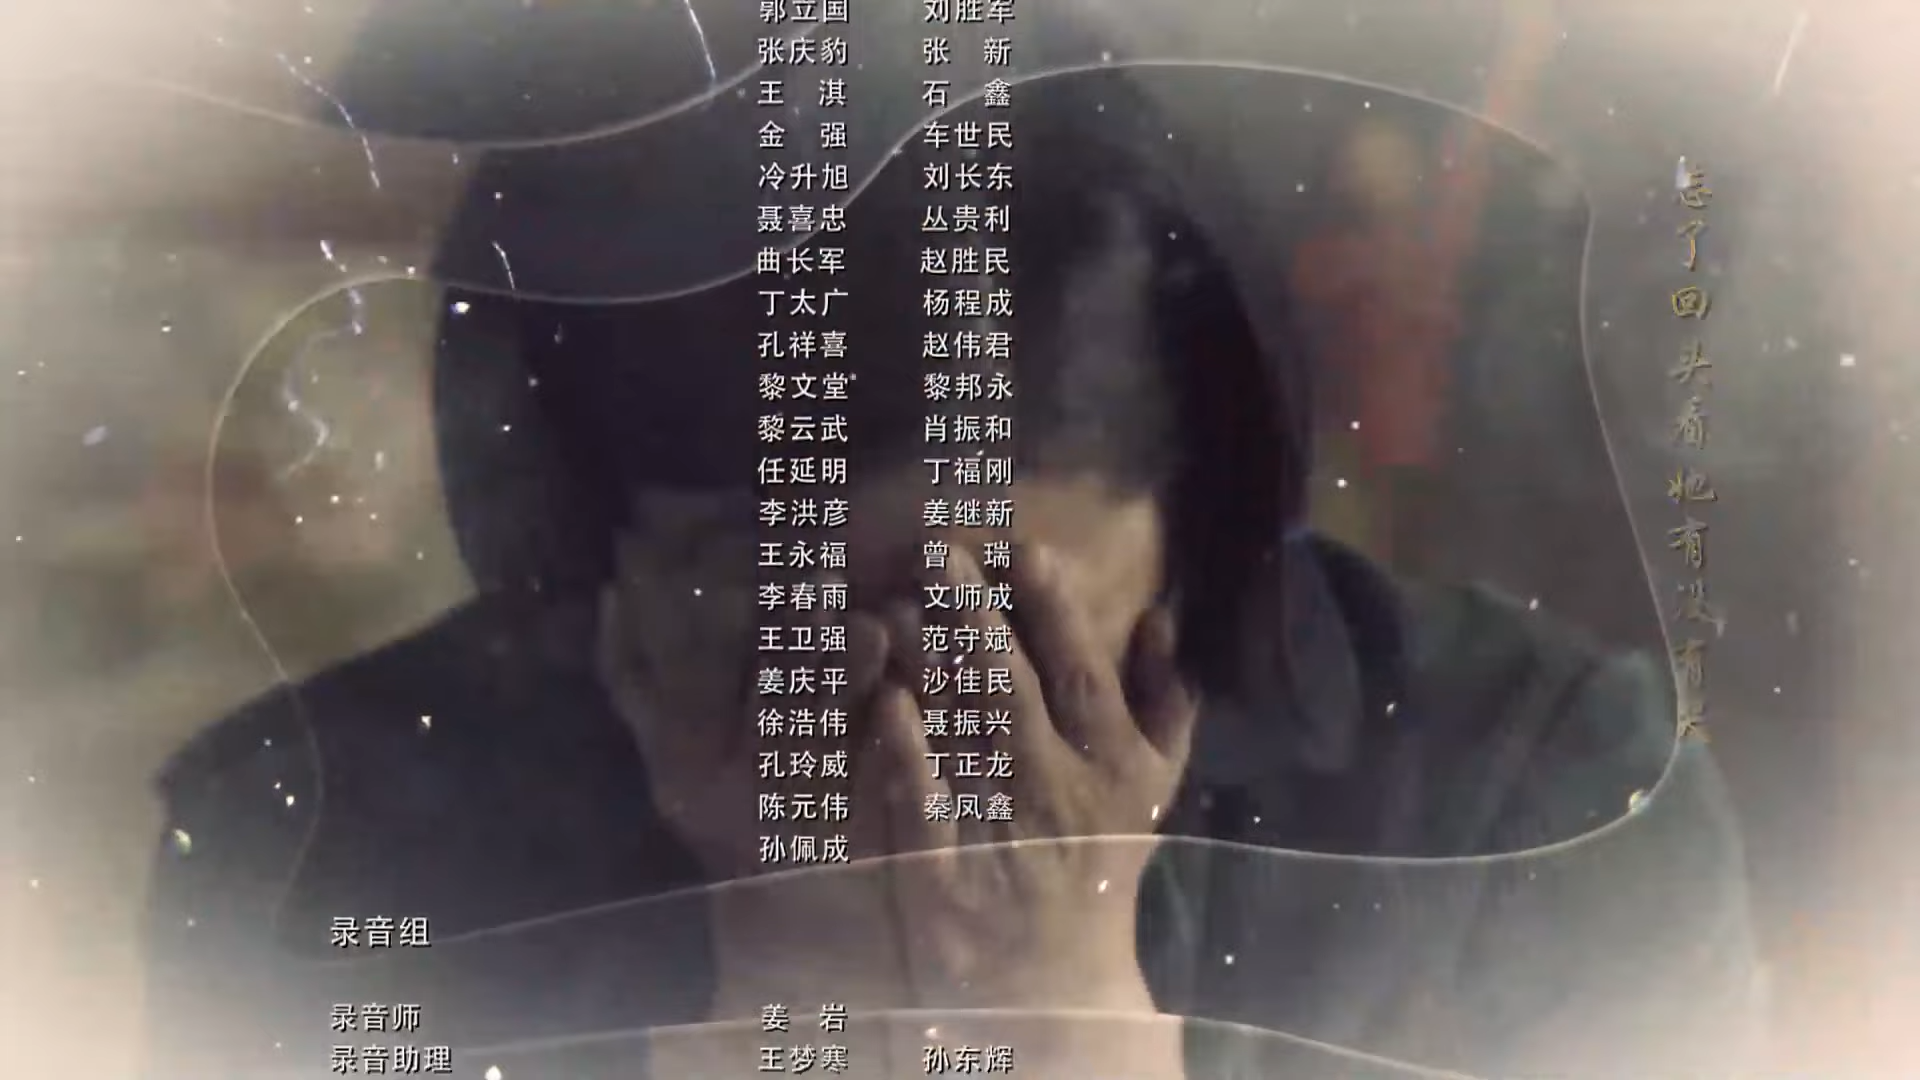 郭立国 刘胜军
张庆豹 张 新
王 淇 石 鑫
金 强 车世民
冷升旭 刘长东
聂喜忠 丛贵利
曲长军 赵胜民
丁太广 杨程成
孔祥喜 赵伟君
黎文堂 黎邦永
黎云武 肖振和
任延明 丁福刚
李洪彦 姜继新
王永福 曾 瑞
李春雨 文师成
王卫强 范守斌
姜庆平 沙佳民
徐浩伟 聂振兴
孔玲威 丁正龙
陈元伟 秦凤鑫
孙佩成
录音组
录音师 姜 岩
录音助理 王梦寒 孙东辉
忘了回头看她有没有哭